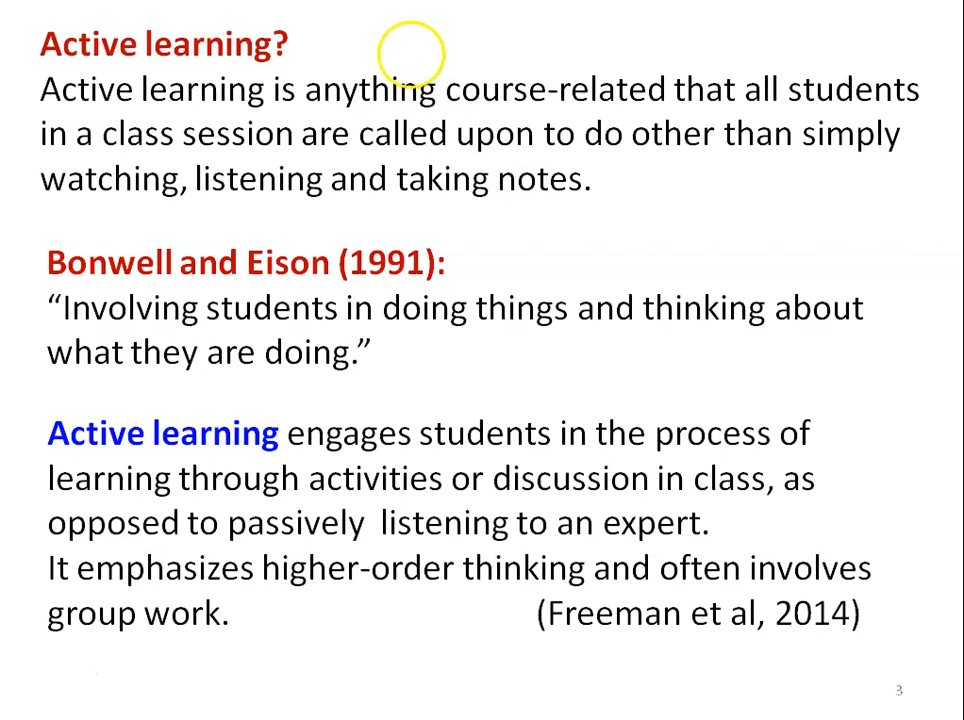 Active learning?
Active learning is anything course-related that all students
in a class session are called upon to do other than simply
watching, listening and taking notes.
Bonwell and Eison (1991):
“Involving students in doing things and thinking about
what they are doing.”
Active learning engages students in the process of
learning through activities or discussion in class, as
opposed to passively  listening to an expert.
It emphasizes higher-order thinking and often involves
group work. (Freeman et al, 2014)
3